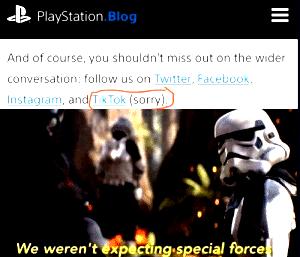 PlayStation.Blog
And of course, you shouldn't miss out on the wider
conversation: follow us on Twitter, Facebook,
Instagram, and TikTok (sorry).
We weren't expecting special forces